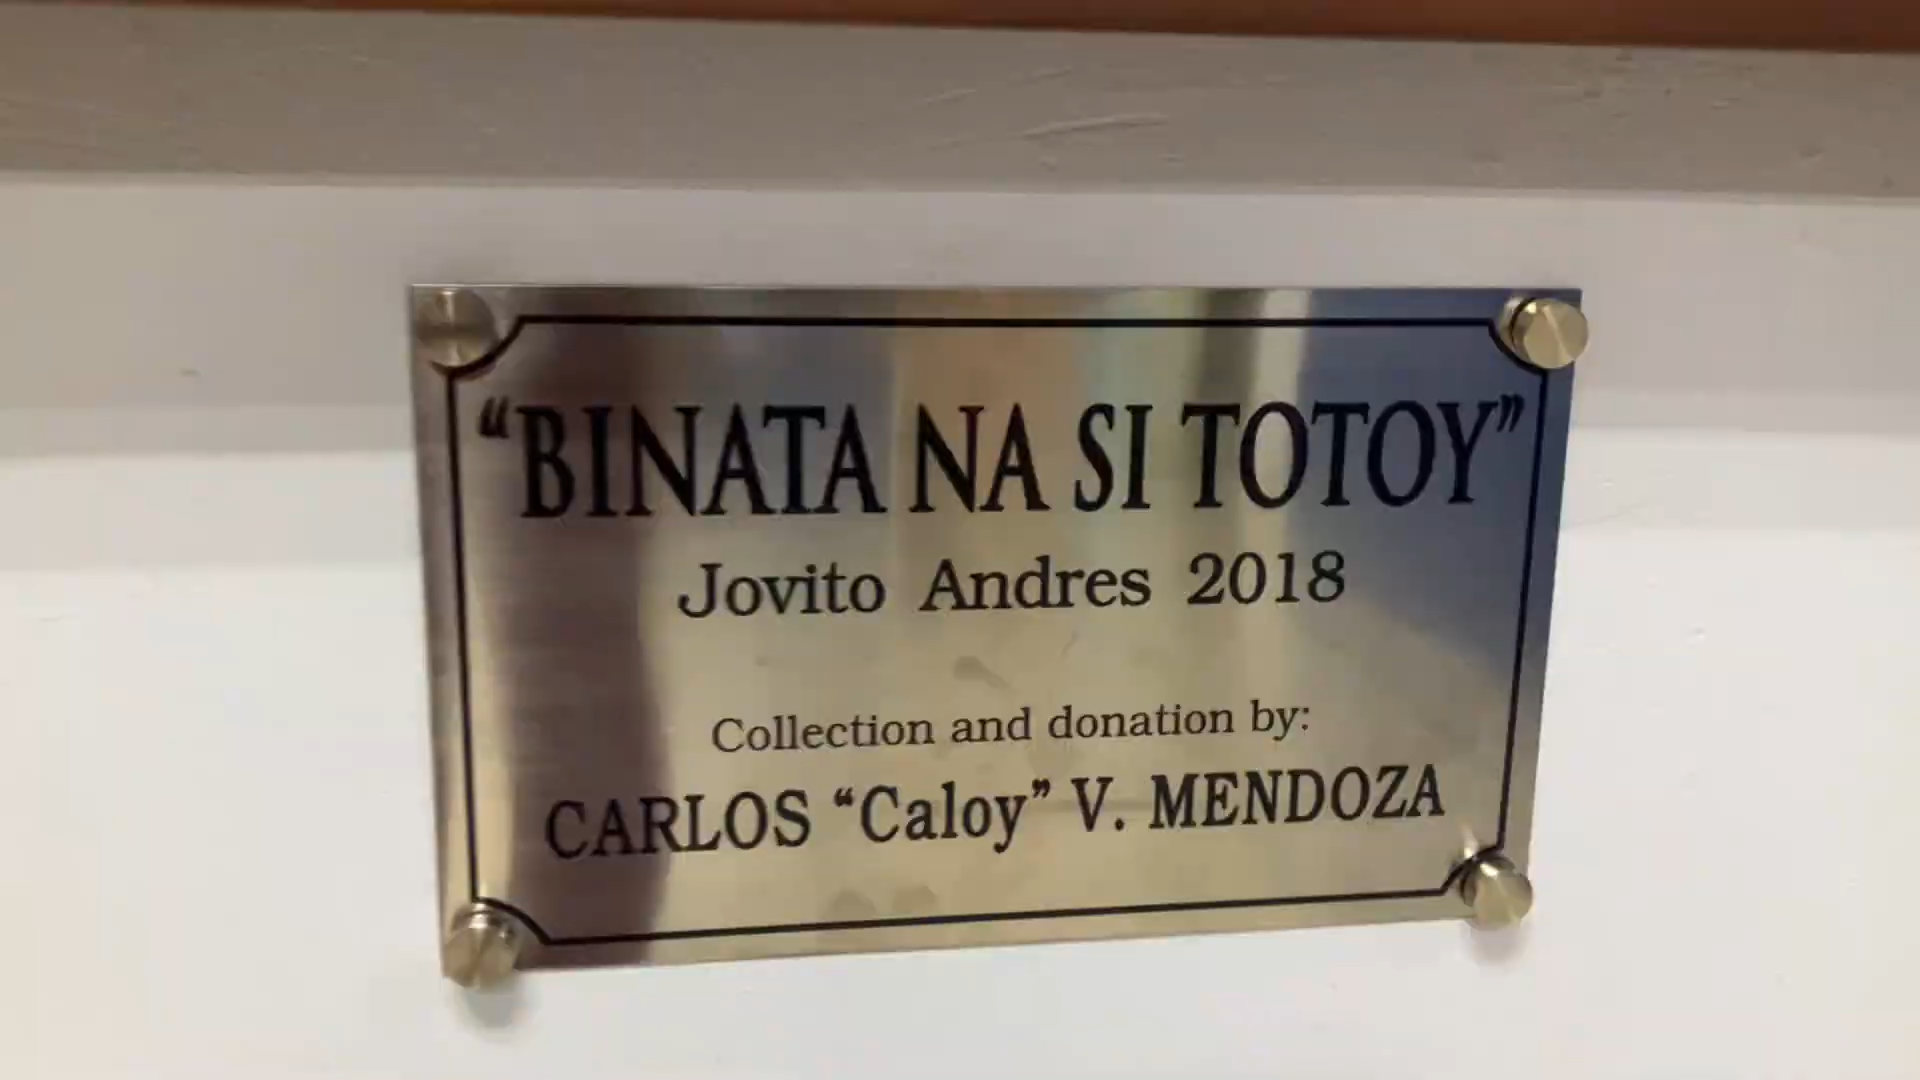 “BINATA NA SI TOTOY”
Jovito Andres 2018
Collection and donation by:
CARLOS “Caloy” V. MENDOZA